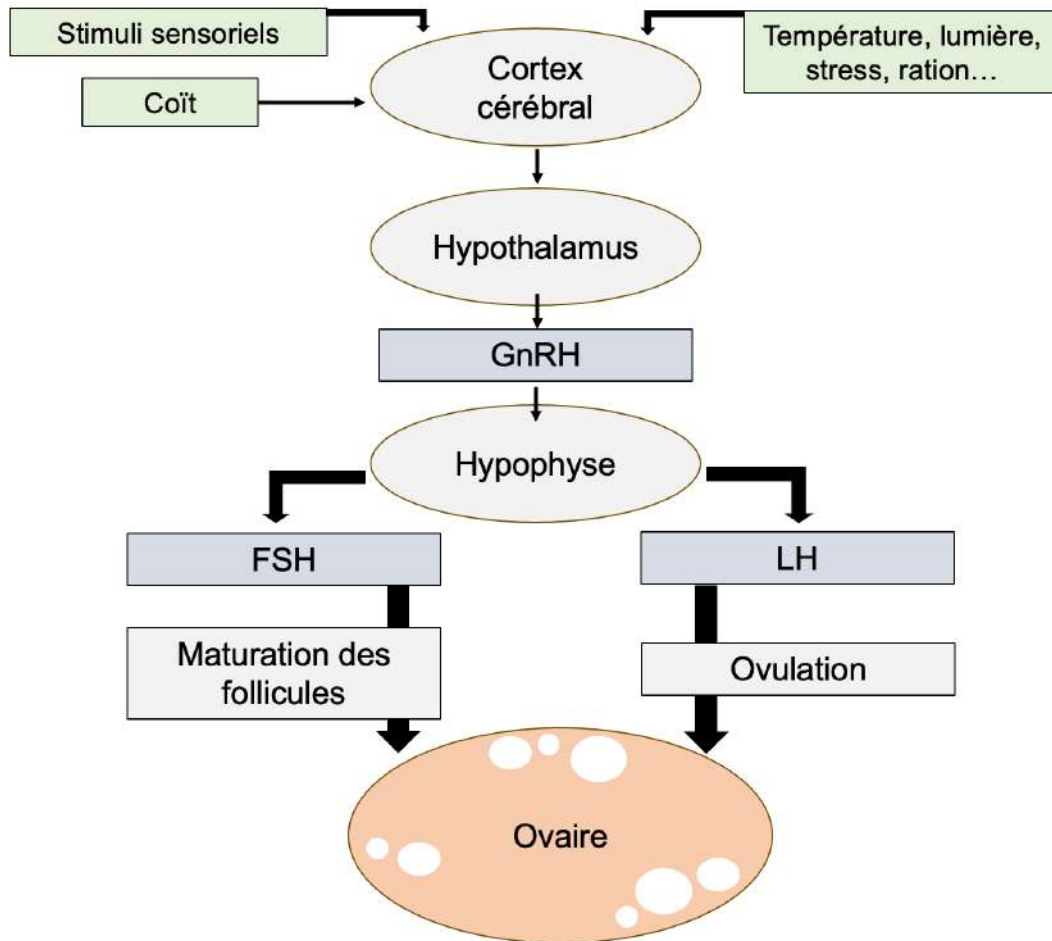 Stimuli sensoriels
Température, lumière,
stress, ration…
Coït
Cortex
cérébral
Hypothalamus
GnRH
Hypophyse
FSH
LH
Maturation des
follicules
Ovulation
Ovaire